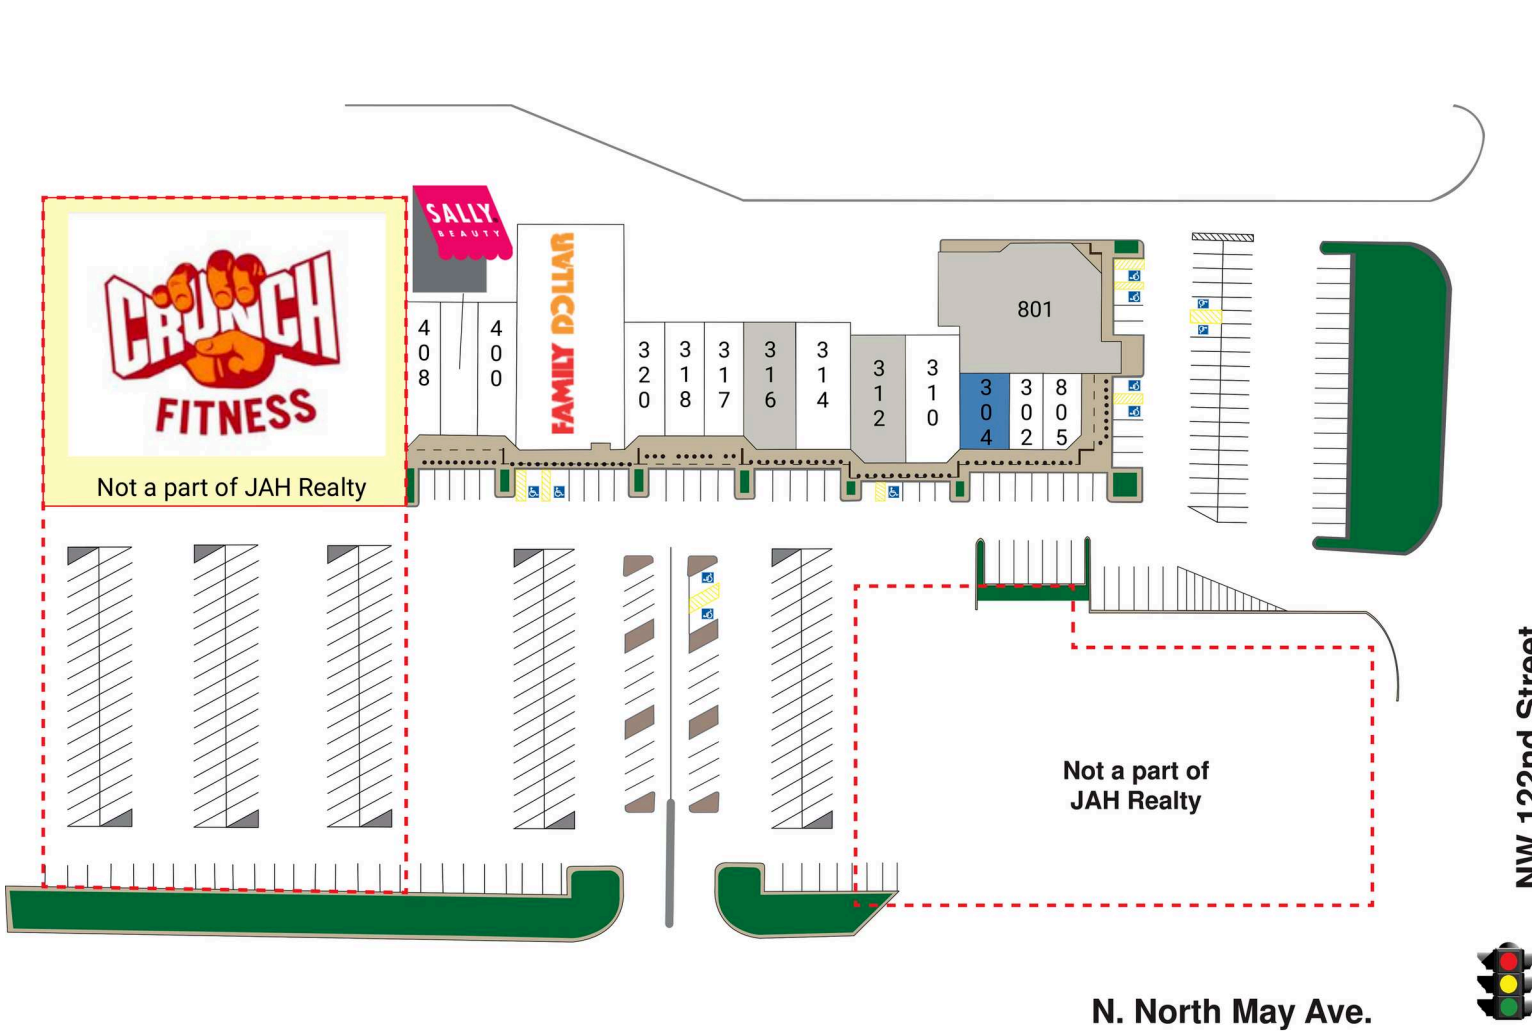 CRUNCH
FITNESS
Not a part of JAH Realty
SALLY
BEAUTY
408
400
FAMILY DOLLAR
320
318
317
316
314
312
310
801
304
302
805
Not a part of
JAH Realty
NW 122nd Street
N. North May Ave.